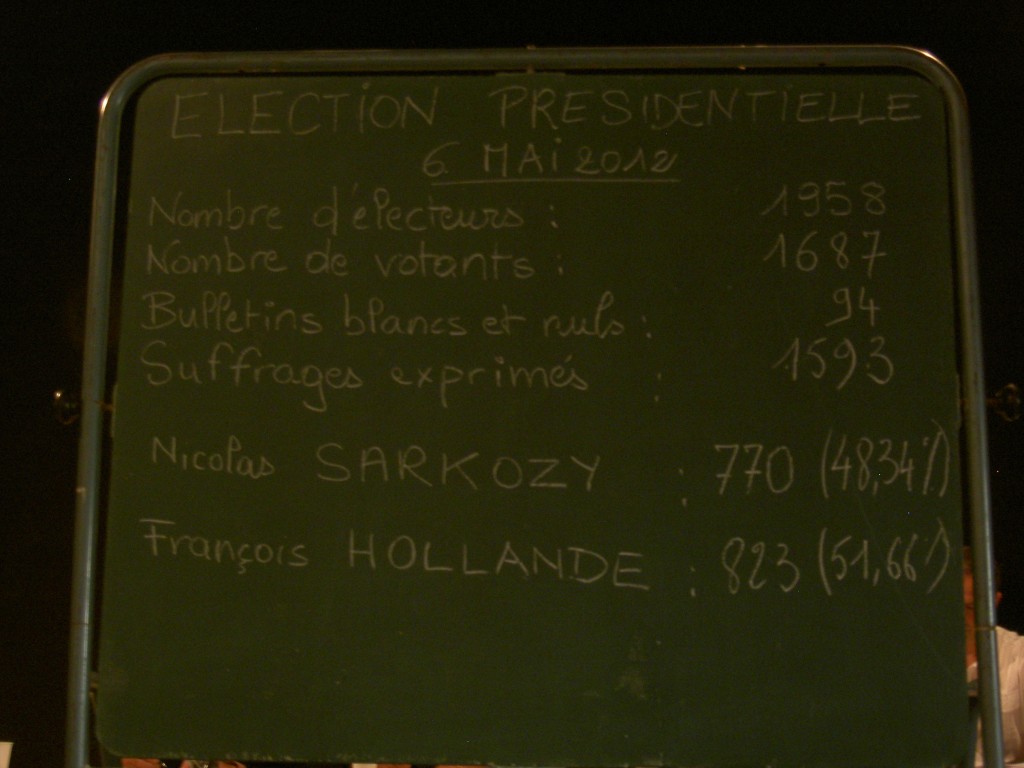 ELECTION PRESIDENTIELLE
6 MAi 2012
Nombre d'électeurs : 1958
Nombre de votants : 1687
Bulletins blancs et nuls : 94
Suffrages exprimés : 1593
Nicolas SARKOZY : 770 (48,34%)
François HOLLANDE : 823 (51,66%)